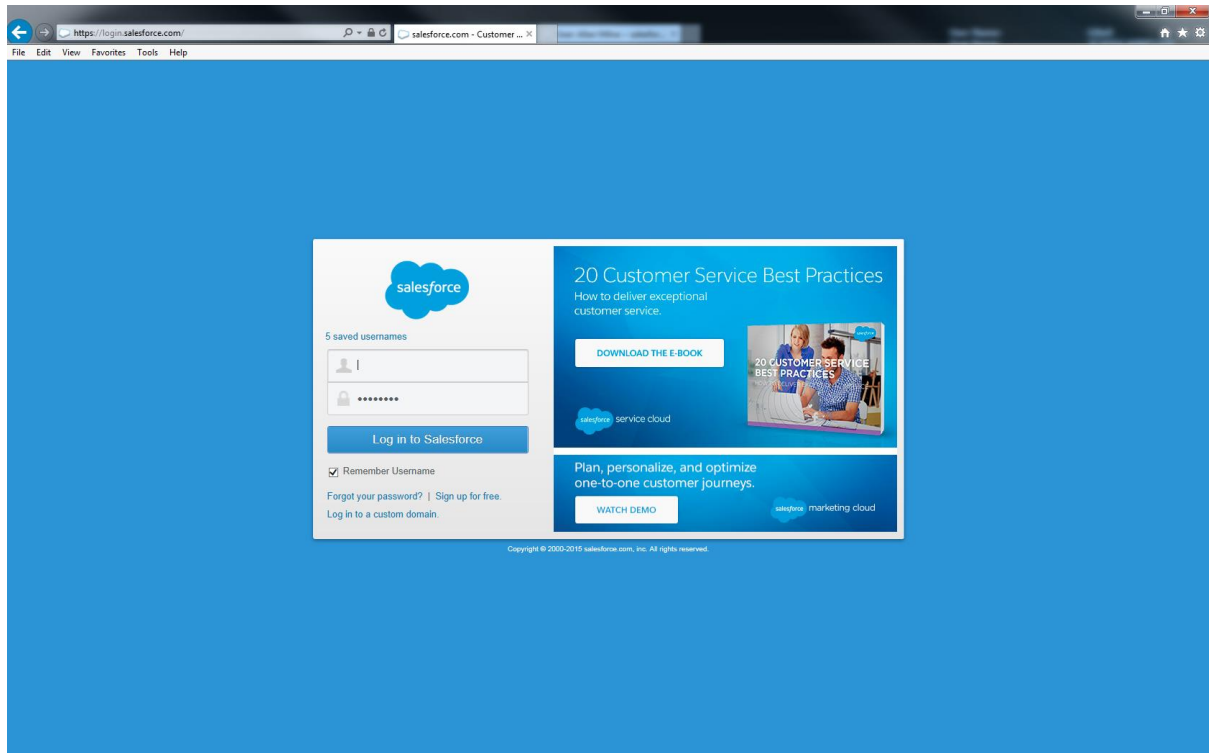 https://login.salesforce.com/
salesforce.com - Customer ...
File Edit View Favorites Tools Help
salesforce
5 saved usernames
Log in to Salesforce
Remember Username
Forgot your password? | Sign up for free.
Log in to a custom domain.
20 Customer Service Best Practices
How to deliver exceptional
customer service.
DOWNLOAD THE E-BOOK
salesforce
20 CUSTOMER SERVICE
BEST PRACTICES
salesforce service cloud
Plan, personalize, and optimize
one-to-one customer journeys.
WATCH DEMO
salesforce marketing cloud
Copyright © 2000-2015 salesforce.com, inc. All rights reserved.